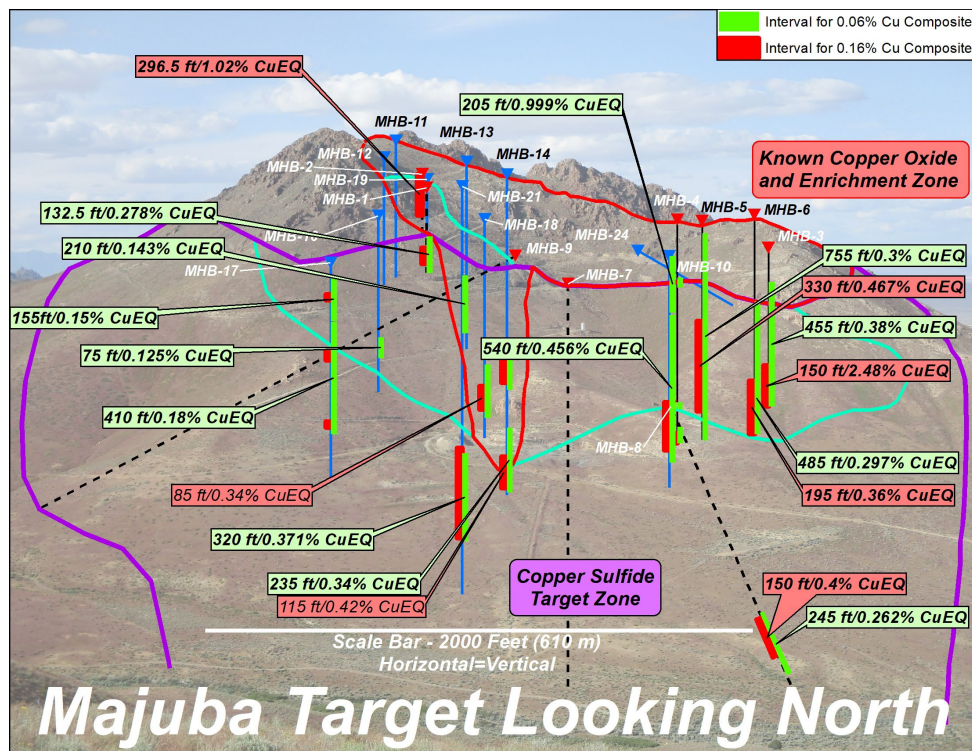 Interval for 0.06% Cu Composite
Interval for 0.16% Cu Composite
296.5 ft/1.02% CuEQ
205 ft/0.999% CuEQ
MHB-11
MHB-13
MHB-12
MHB-14
MHB-2
MHB-19
MHB-1
MHB-21
Known Copper Oxide
and Enrichment Zone
MHB-4
MHB-5
MHB-6
132.5 ft/0.278% CuEQ
MHB-18
210 ft/0.143% CuEQ
MHB-16
MHB-9
MHB-24
MHB-3
755 ft/0.3% CuEQ
MHB-17
MHB-7
MHB-10
330 ft/0.467% CuEQ
155ft/0.15% CuEQ
455 ft/0.38% CuEQ
75 ft/0.125% CuEQ
540 ft/0.456% CuEQ
150 ft/2.48% CuEQ
410 ft/0.18% CuEQ
MHB-8
485 ft/0.297% CuEQ
85 ft/0.34% CuEQ
195 ft/0.36% CuEQ
320 ft/0.371% CuEQ
Copper Sulfide
Target Zone
235 ft/0.34% CuEQ
115 ft/0.42% CuEQ
150 ft/0.4% CuEQ
245 ft/0.262% CuEQ
Scale Bar - 2000 Feet (610 m)
Horizontal=Vertical
Majuba Target Looking North